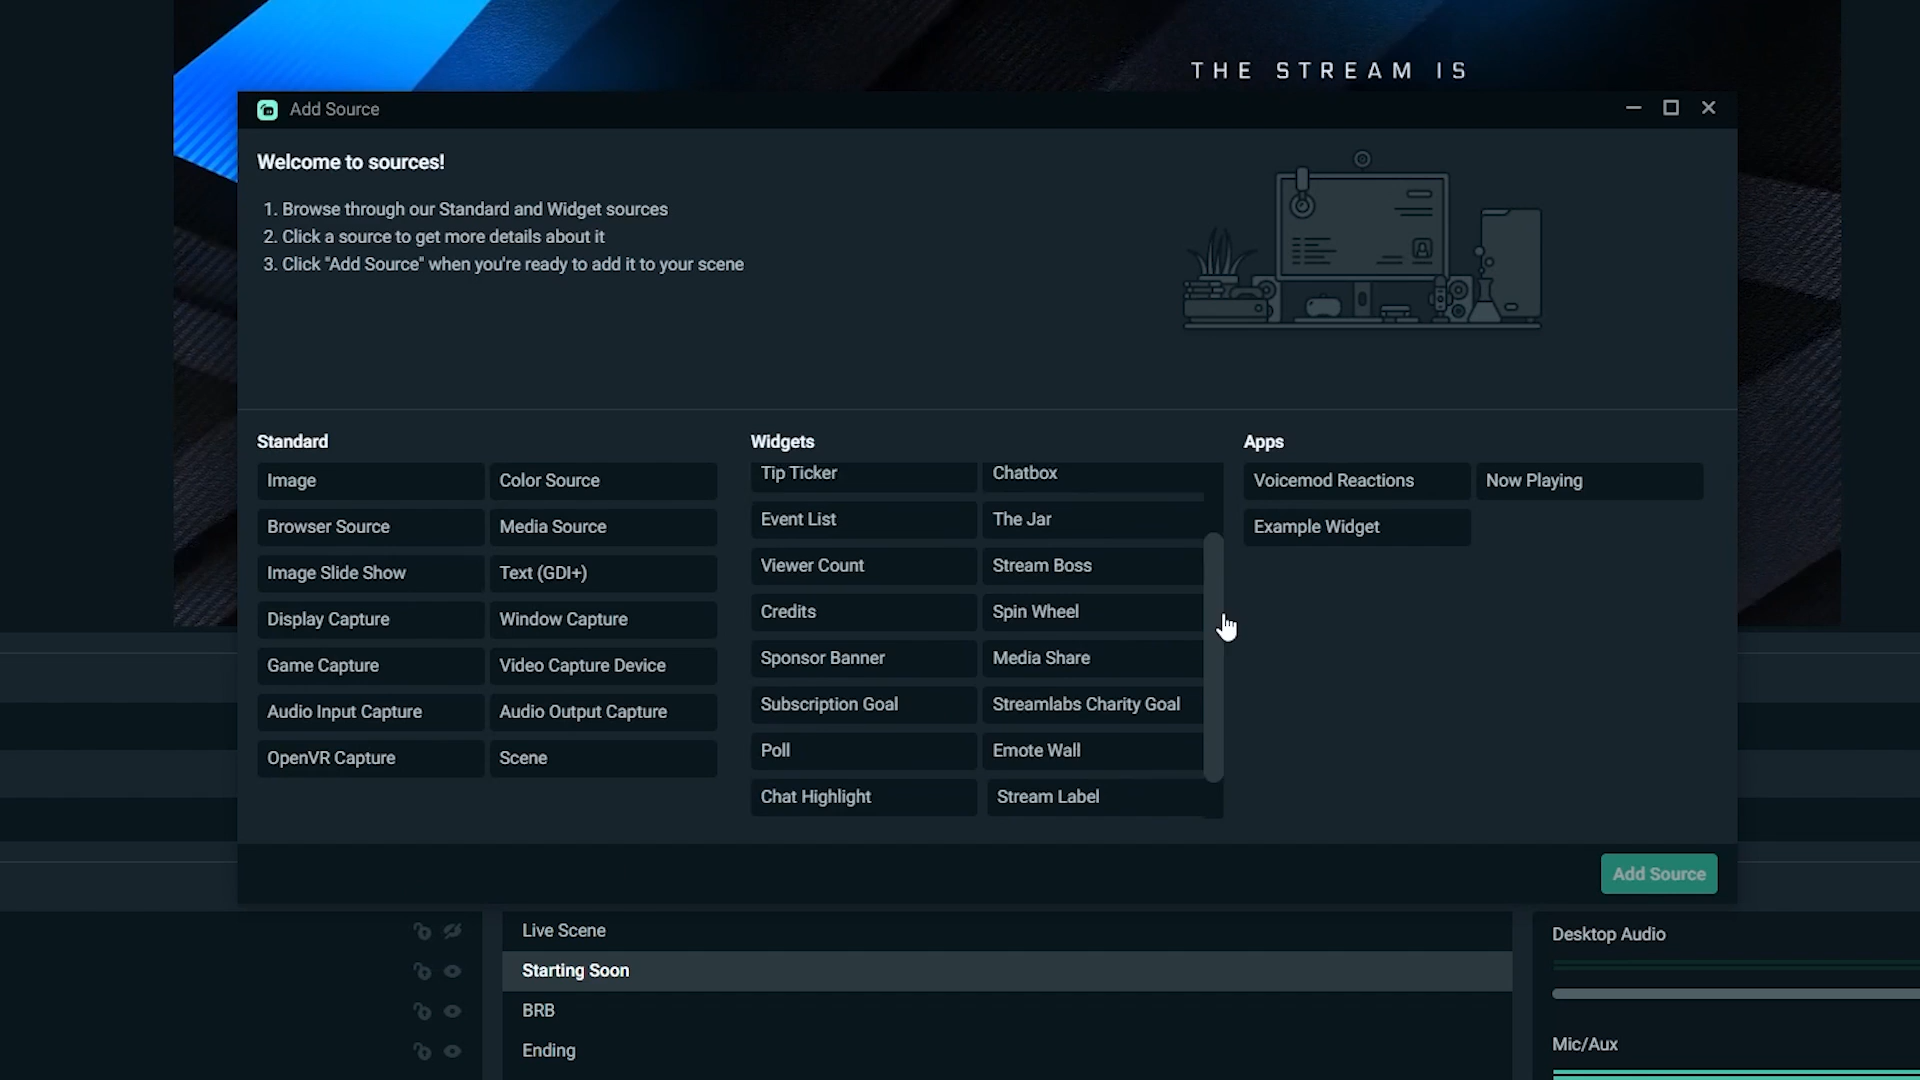 THE STREAM IS
Add Source
Welcome to sources!
1. Browse through our Standard and Widget sources
2. Click a source to get more details about it
3. Click "Add Source" when you're ready to add it to your scene
Standard
Image
Color Source
Browser Source
Media Source
Image Slide Show
Text (GDI+)
Display Capture
Window Capture
Game Capture
Video Capture Device
Audio Input Capture
Audio Output Capture
OpenVR Capture
Scene
Widgets
Tip Ticker
Chatbox
Event List
The Jar
Viewer Count
Stream Boss
Credits
Spin Wheel
Sponsor Banner
Media Share
Subscription Goal
Streamlabs Charity Goal
Poll
Emote Wall
Chat Highlight
Stream Label
Apps
Voicemod Reactions
Now Playing
Example Widget
Add Source
Live Scene
Starting Soon
BRB
Ending
Desktop Audio
Mic/Aux